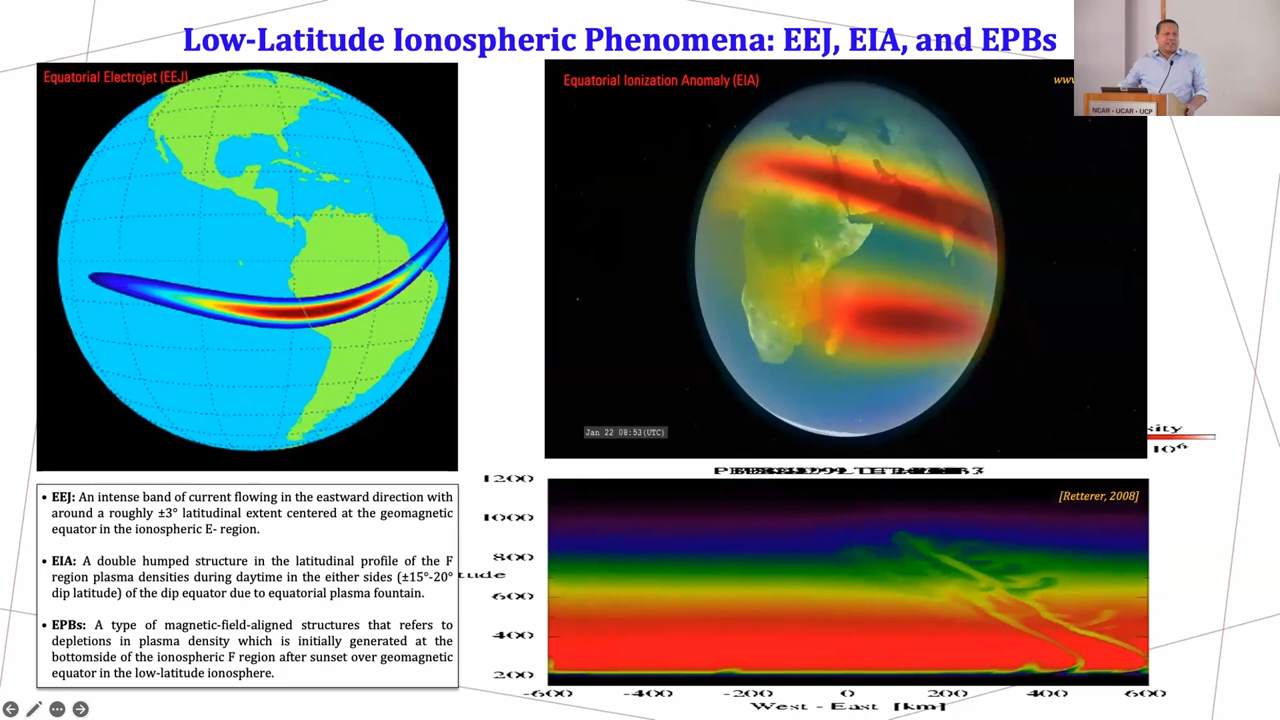 Low-Latitude Ionospheric Phenomena: EEJ, EIA, and EPBs
NCAR • UCAR • UCP
Equatorial Electrojet (EEJ)
Equatorial Ionization Anomaly (EIA)
Jan 22 08:53(UTC)
10⁶
• EEJ: An intense band of current flowing in the eastward direction with
around a roughly ±3° latitudinal extent centered at the geomagnetic
equator in the ionospheric E- region.
• EIA: A double humped structure in the latitudinal profile of the F
region plasma densities during daytime in the either sides (±15°-20°
dip latitude) of the dip equator due to equatorial plasma fountain.
• EPBs: A type of magnetic-field-aligned structures that refers to
depletions in plasma density which is initially generated at the
bottomside of the ionospheric F region after sunset over geomagnetic
equator in the low-latitude ionosphere.
[Retterer, 2008]
1200
1000
800
600
400
200
-600 -400 -200 0 200 400 600
West - East [km]